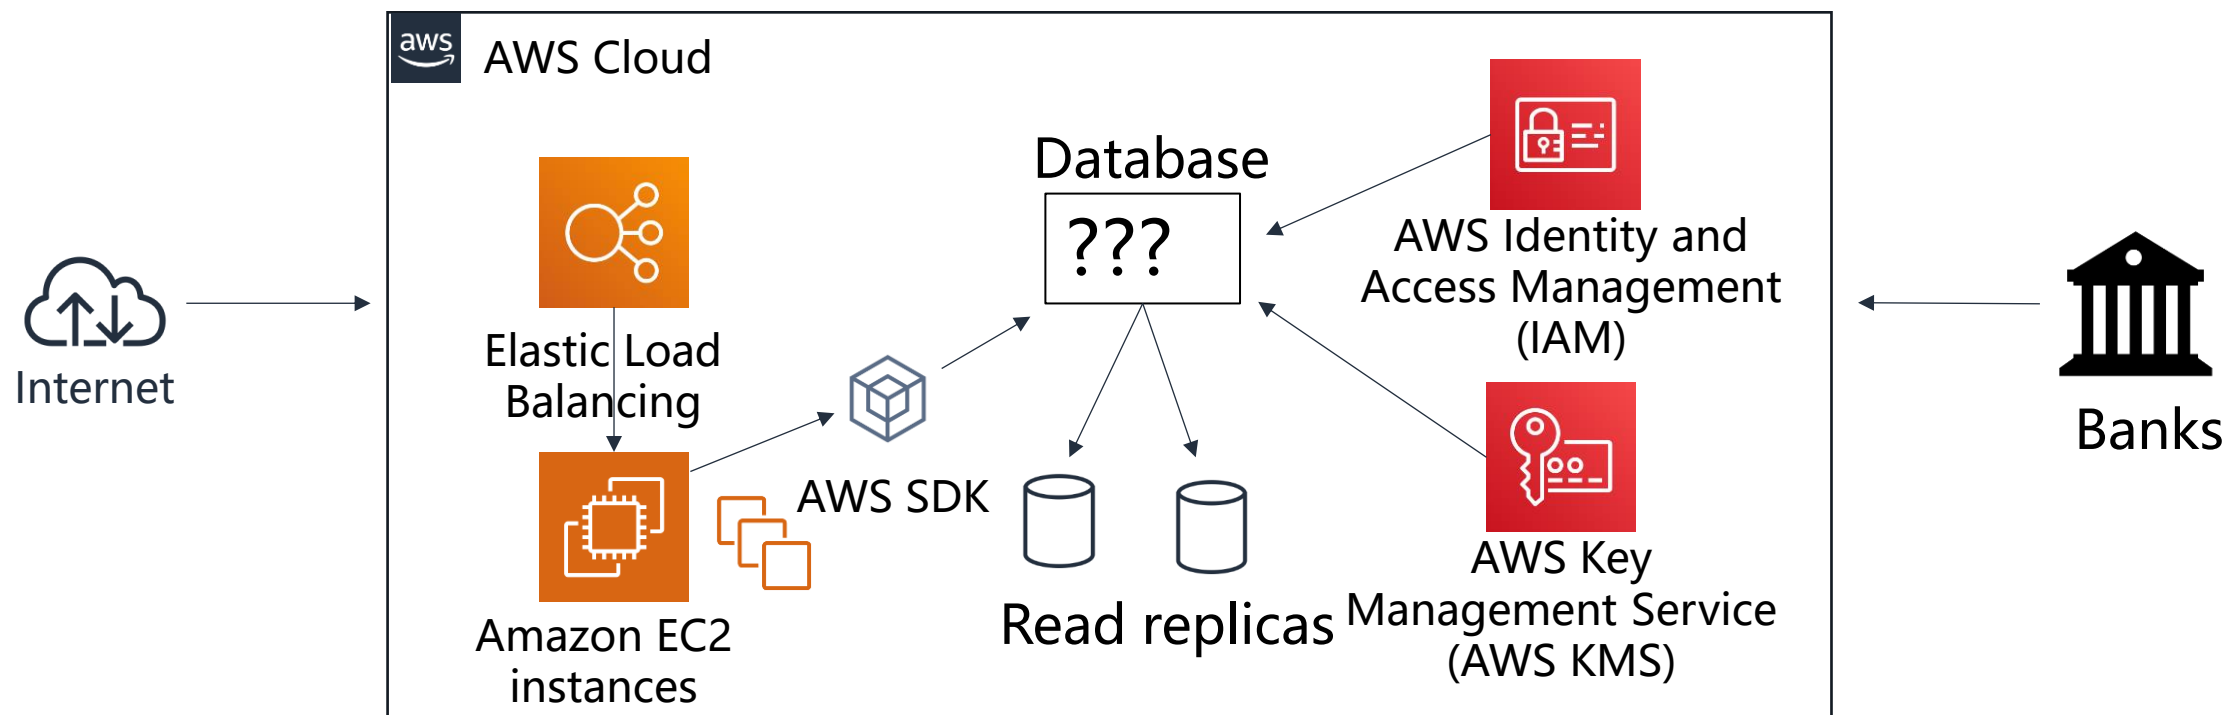 aws
AWS Cloud
Database
???
AWS Identity and
Access Management
(IAM)
Internet
Elastic Load
Balancing
Banks
AWS SDK
Amazon EC2
instances
Read replicas
AWS Key
Management Service
(AWS KMS)